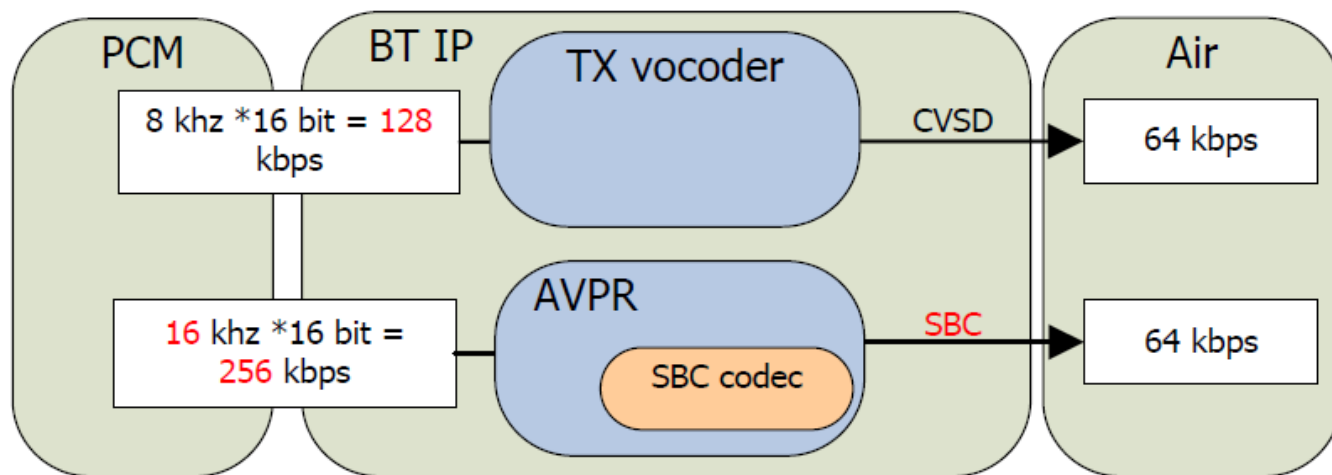 PCM
BT IP
TX vocoder
Air
8 khz *16 bit = 128
kbps
CVSD
64 kbps
AVPR
16 khz *16 bit =
256 kbps
SBC
64 kbps
SBC codec